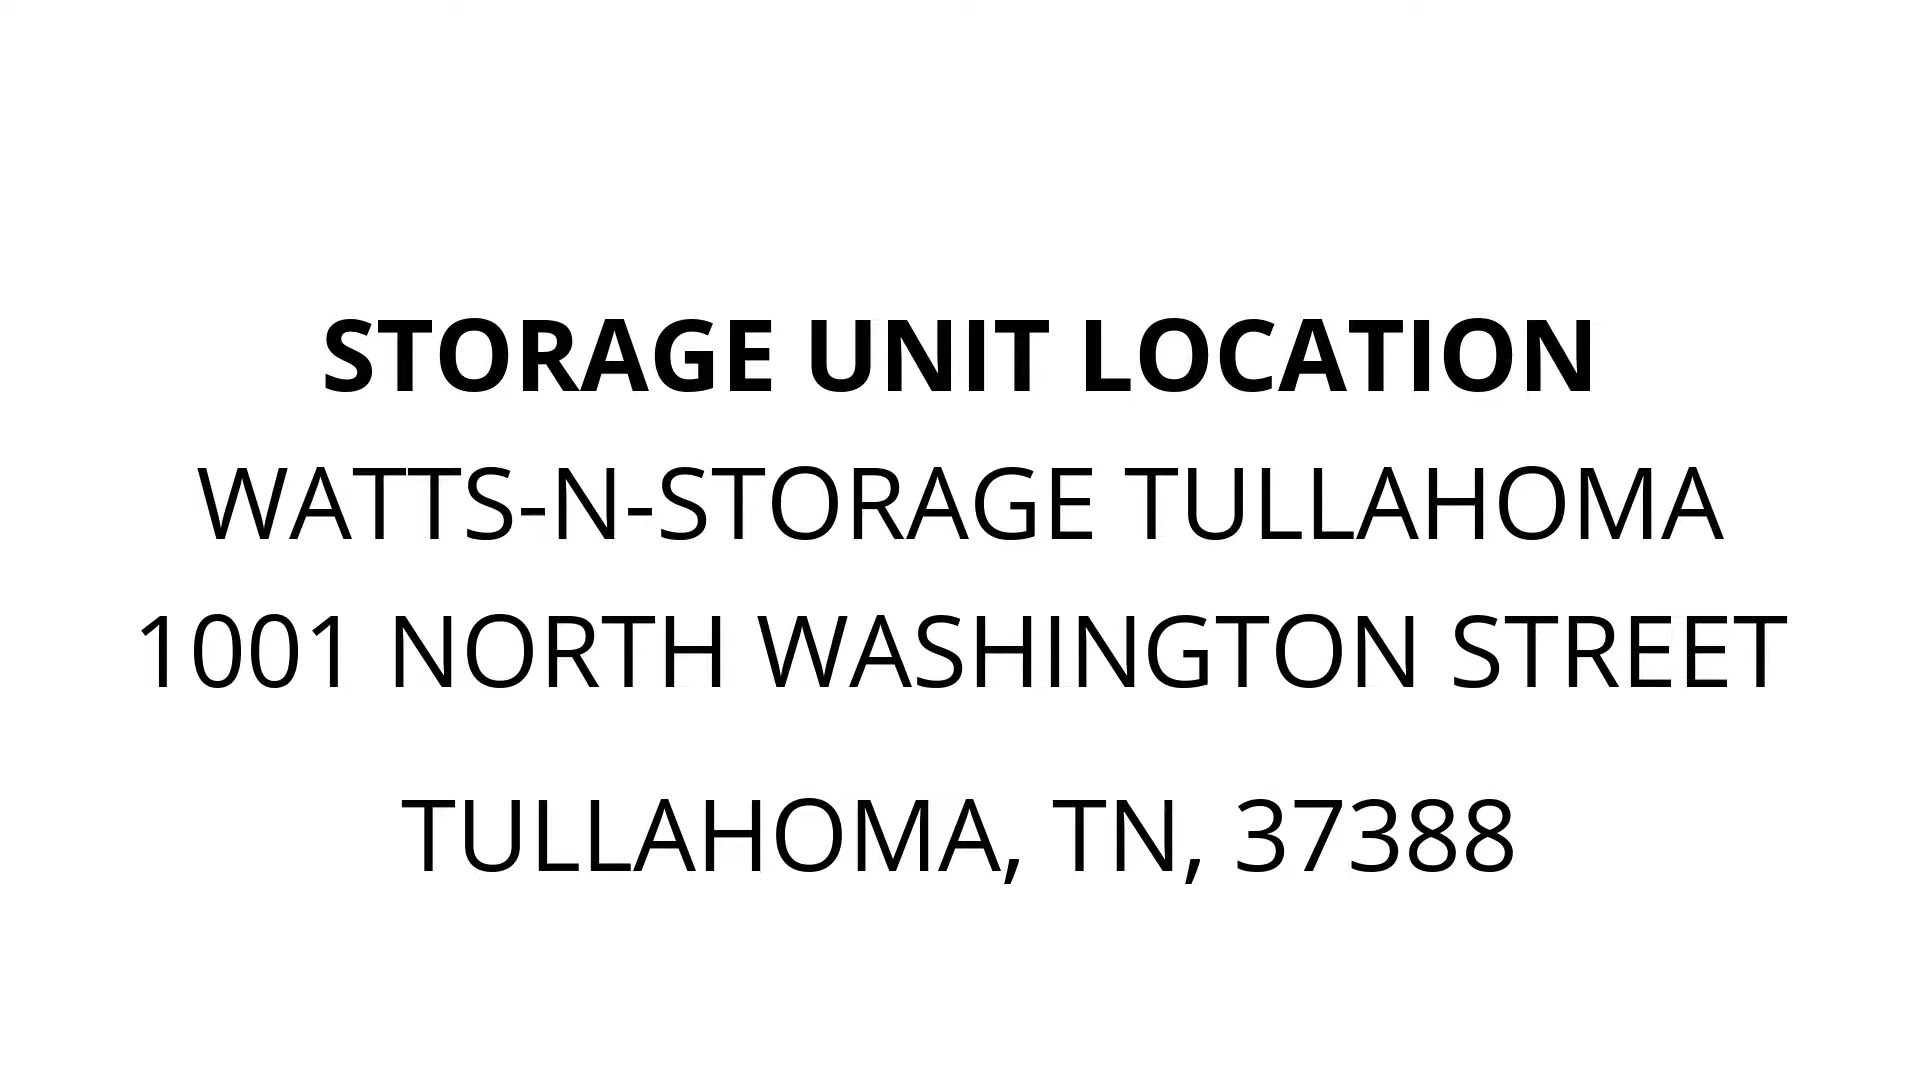 STORAGE UNIT LOCATION
WATTS-N-STORAGE TULLAHOMA
1001 NORTH WASHINGTON STREET
TULLAHOMA, TN, 37388